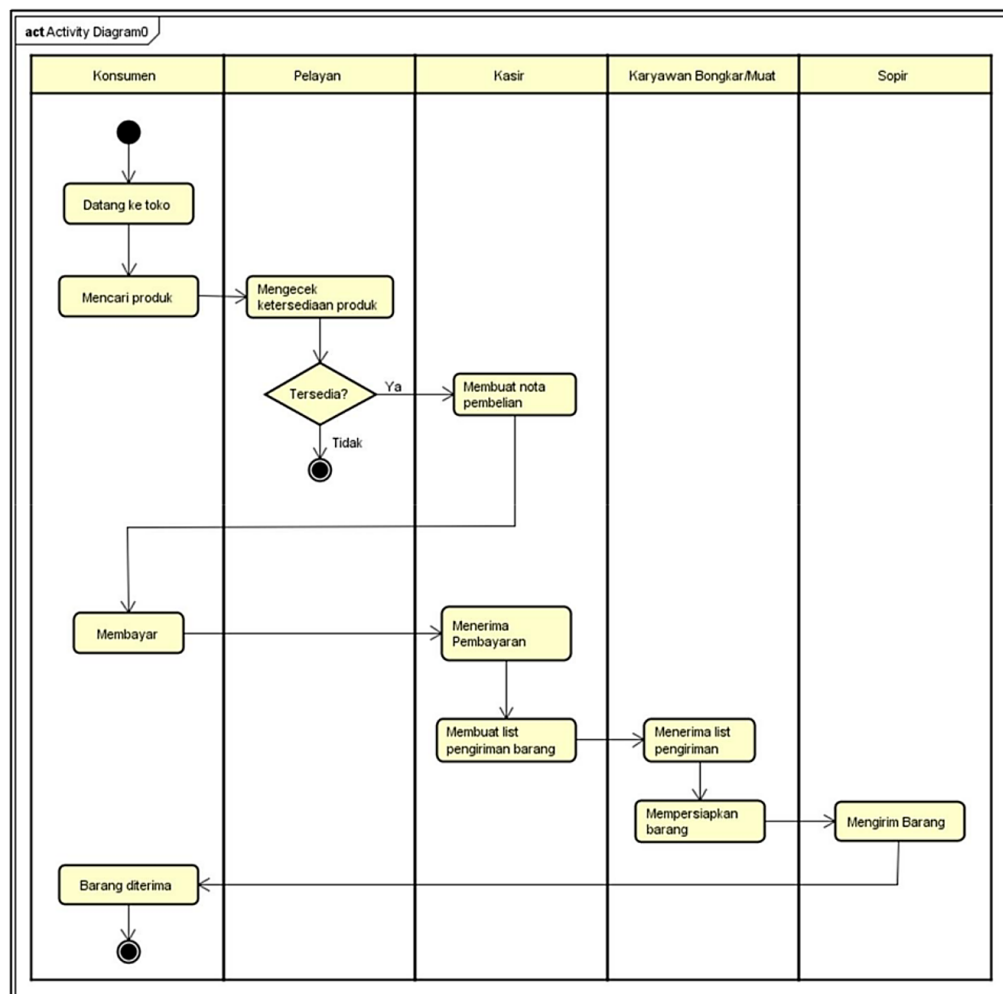 act Activity Diagram0
Konsumen
Pelayan
Kasir
Karyawan Bongkar/Muat
Sopir
Datang ke toko
Mencari produk
Mengecek
ketersediaan produk
Tersedia?
Ya
Membuat nota
pembelian
Tidak
Membayar
Menerima
Pembayaran
Membuat list
pengiriman barang
Menerima list
pengiriman
Mempersiapkan
barang
Mengirim Barang
Barang diterima